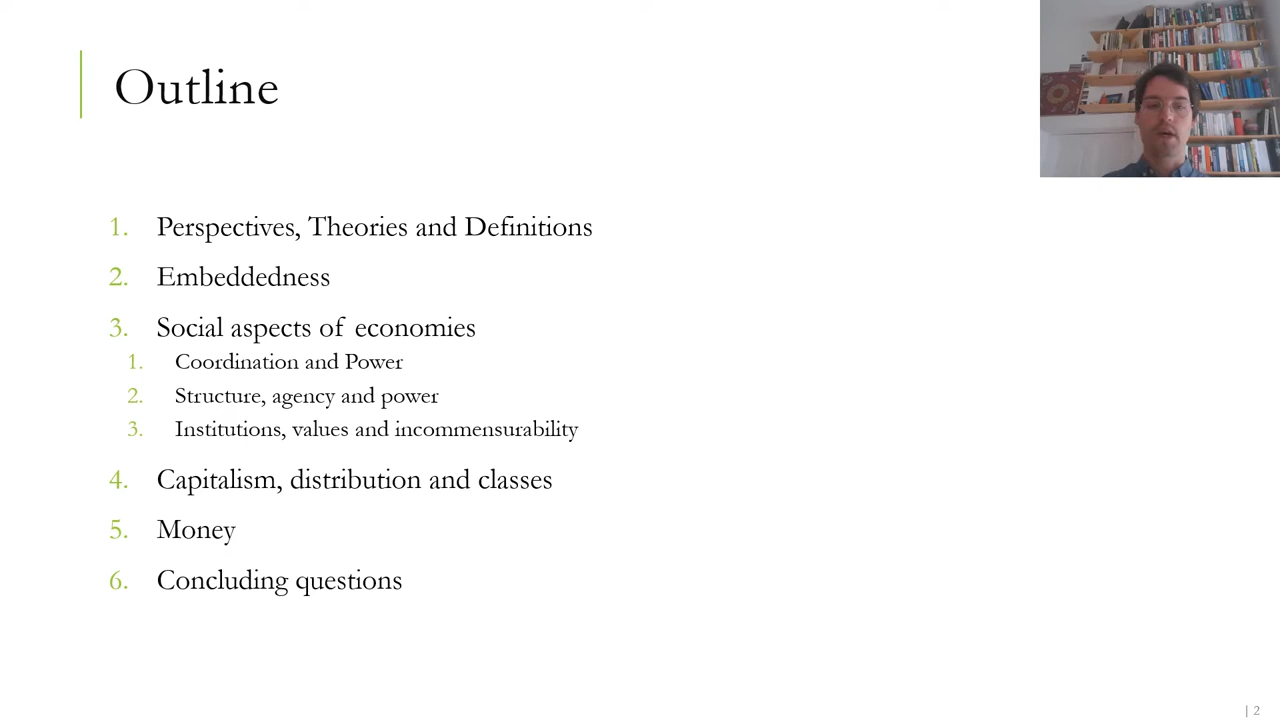 Outline
1. Perspectives, Theories and Definitions
2. Embeddedness
3. Social aspects of economies
1. Coordination and Power
2. Structure, agency and power
3. Institutions, values and incommensurability
4. Capitalism, distribution and classes
5. Money
6. Concluding questions
| 2